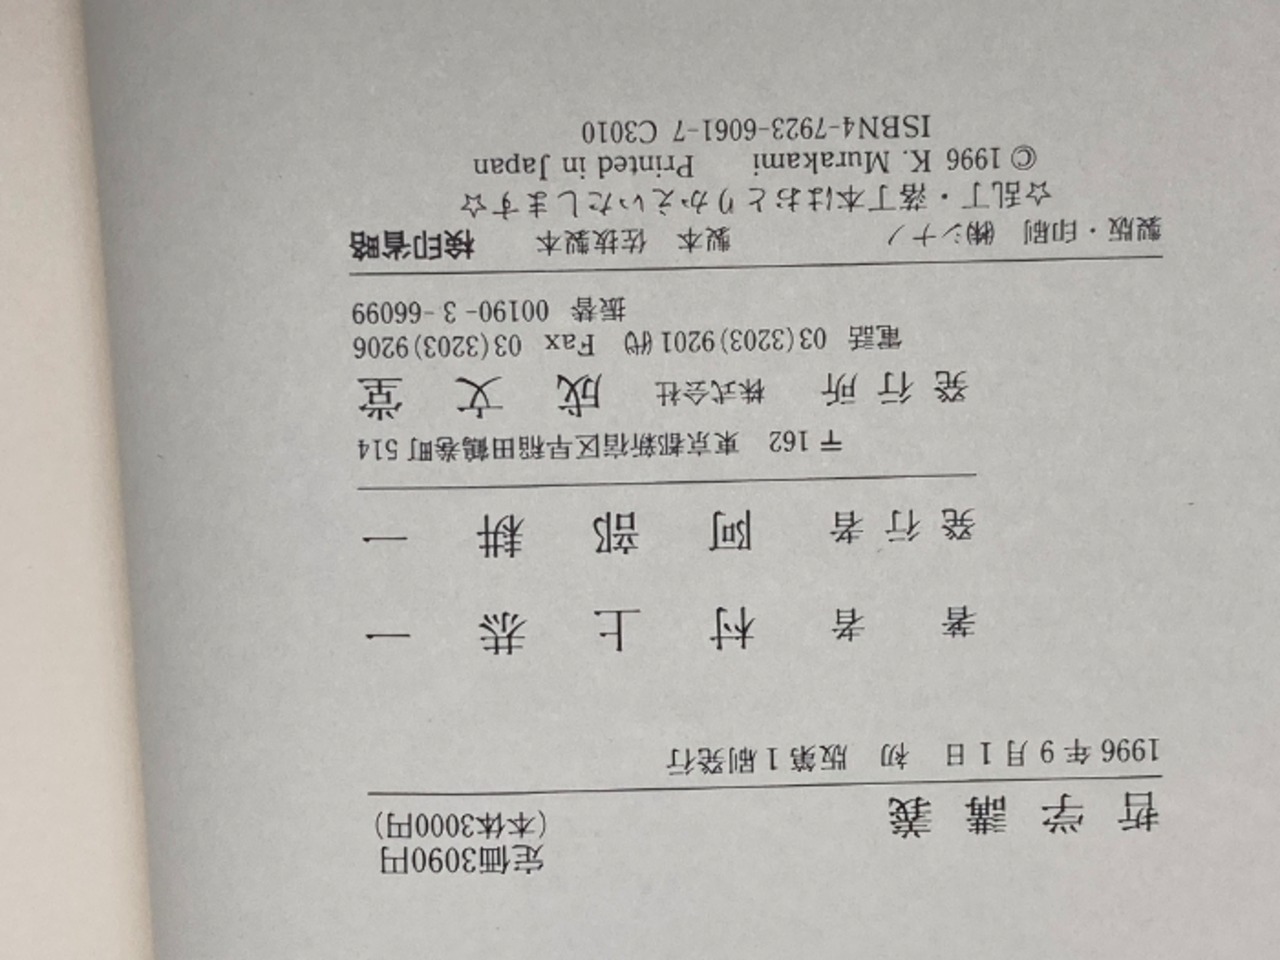 哲学講義
定価3090円
(本体3000円)
1996年9月1日 初 版第1刷発行
著 者 村 上 恭 一
発行者 阿 部 耕 一
〒162 東京都新宿区早稲田鶴巻町514
発行所 株式会社 成 文 堂
電話 03(3203)9201㈹ Fax 03(3203)9206
振替 00190-3-66099
製版・印刷 ㈱シナノ 製本 佐抜製本 検印省略
☆乱丁・落丁本はおとりかえいたします☆
© 1996 K. Murakami Printed in Japan
ISBN4-7923-6061-7 C3010